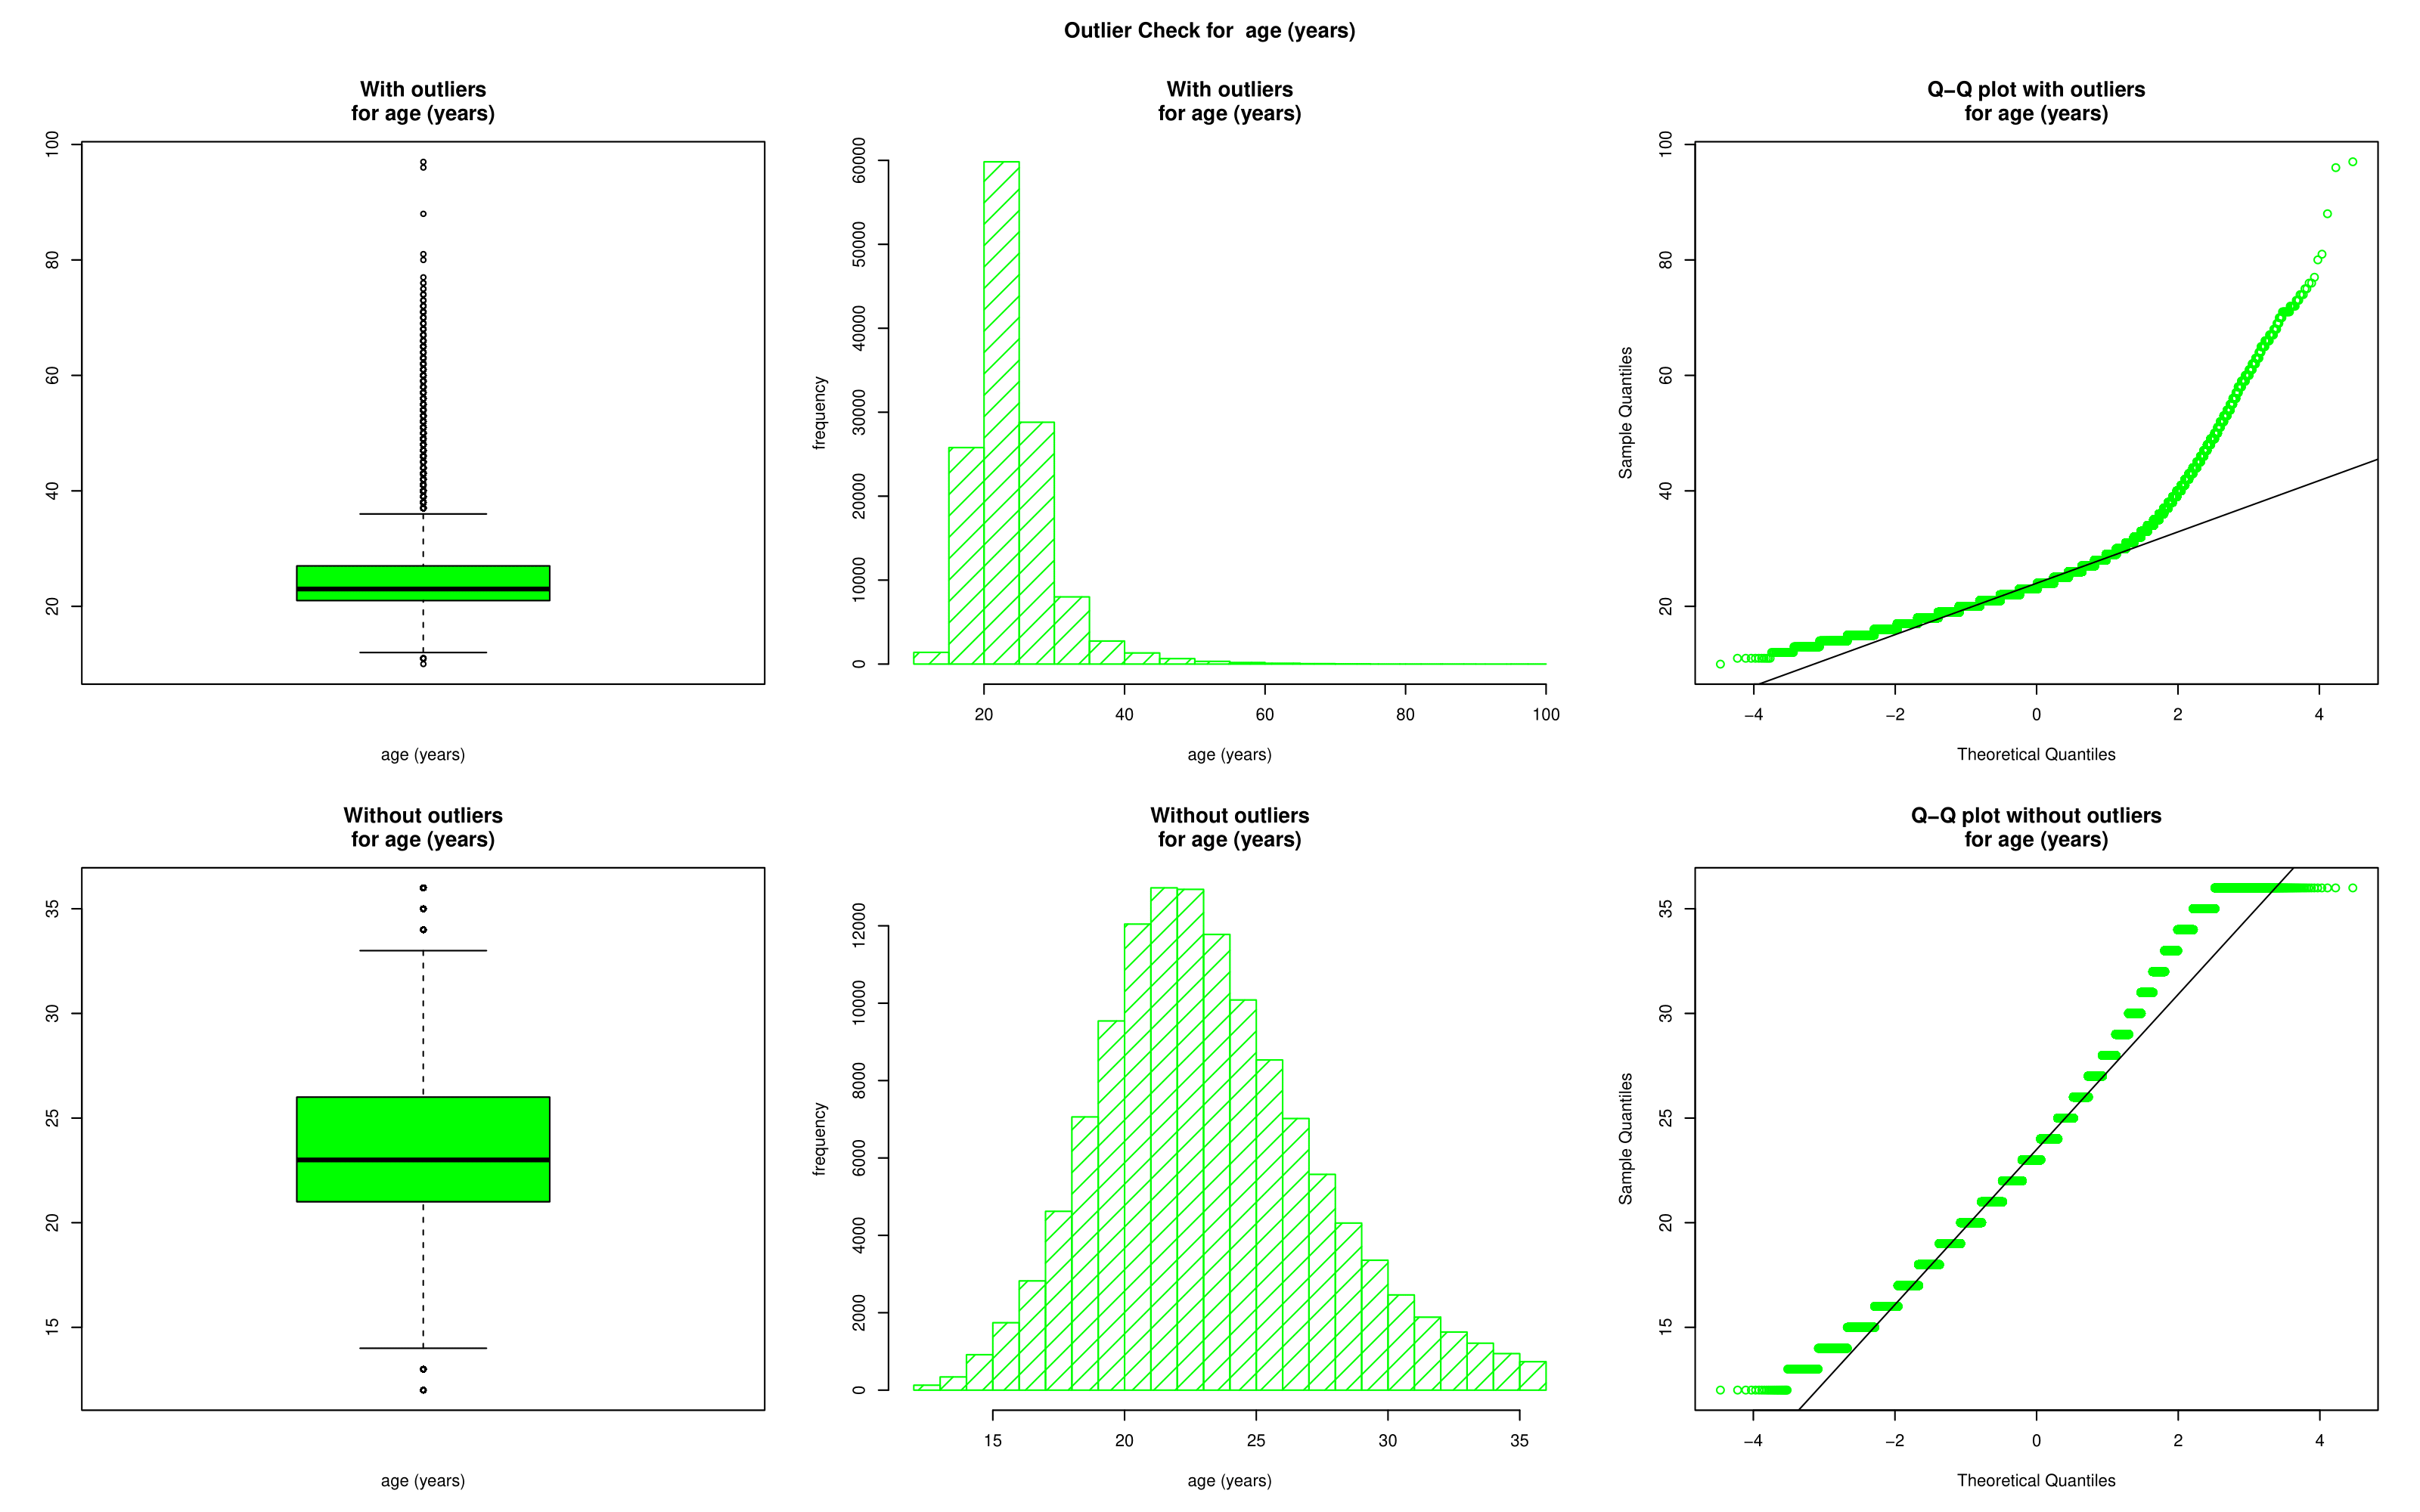 Outlier Check for  age (years)
With outliers
for age (years)
100
80
60
40
20
age (years)
With outliers
for age (years)
frequency
60000
50000
40000
30000
20000
10000
0
20 40 60 80 100
age (years)
Q−Q plot with outliers
for age (years)
Sample Quantiles
100
80
60
40
20
−4 −2 0 2 4
Theoretical Quantiles
Without outliers
for age (years)
35
30
25
20
15
age (years)
Without outliers
for age (years)
frequency
12000
10000
8000
6000
4000
2000
0
15 20 25 30 35
age (years)
Q−Q plot without outliers
for age (years)
Sample Quantiles
35
30
25
20
15
−4 −2 0 2 4
Theoretical Quantiles